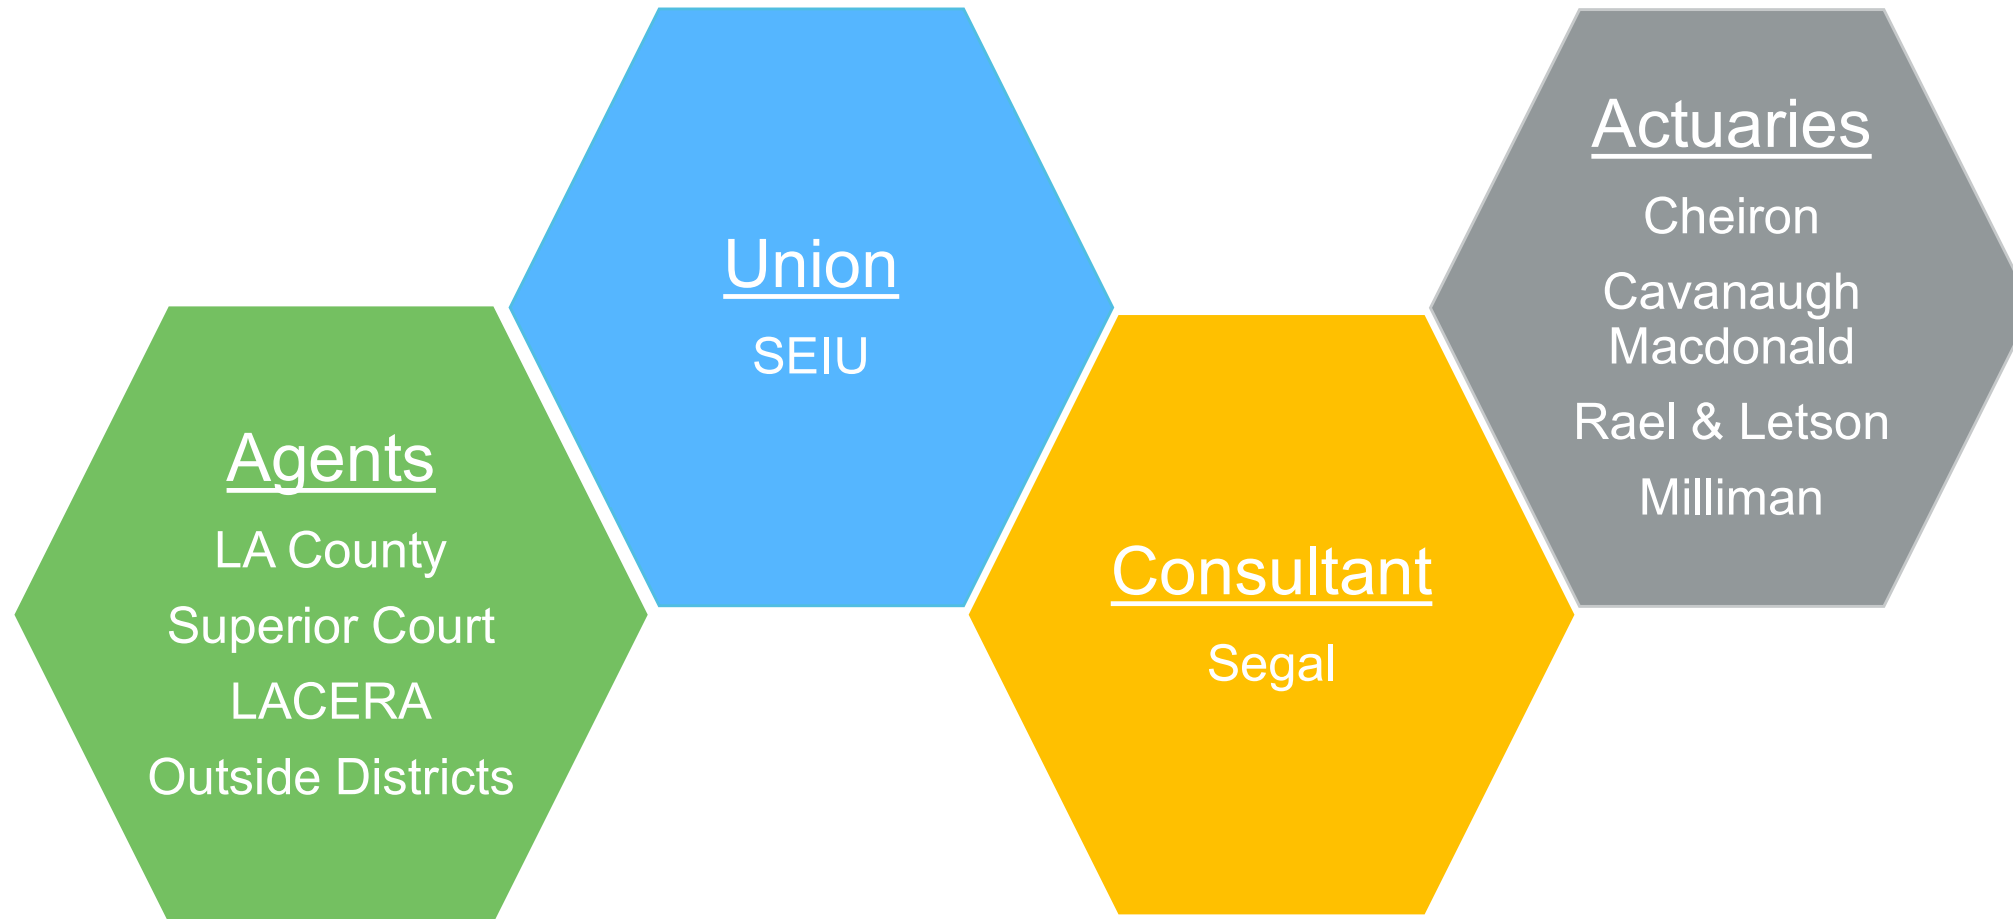 Agents
LA County
Superior Court
LACERA
Outside Districts
Union
SEIU
Consultant
Segal
Actuaries
Cheiron
Cavanaugh
Macdonald
Rael & Letson
Milliman